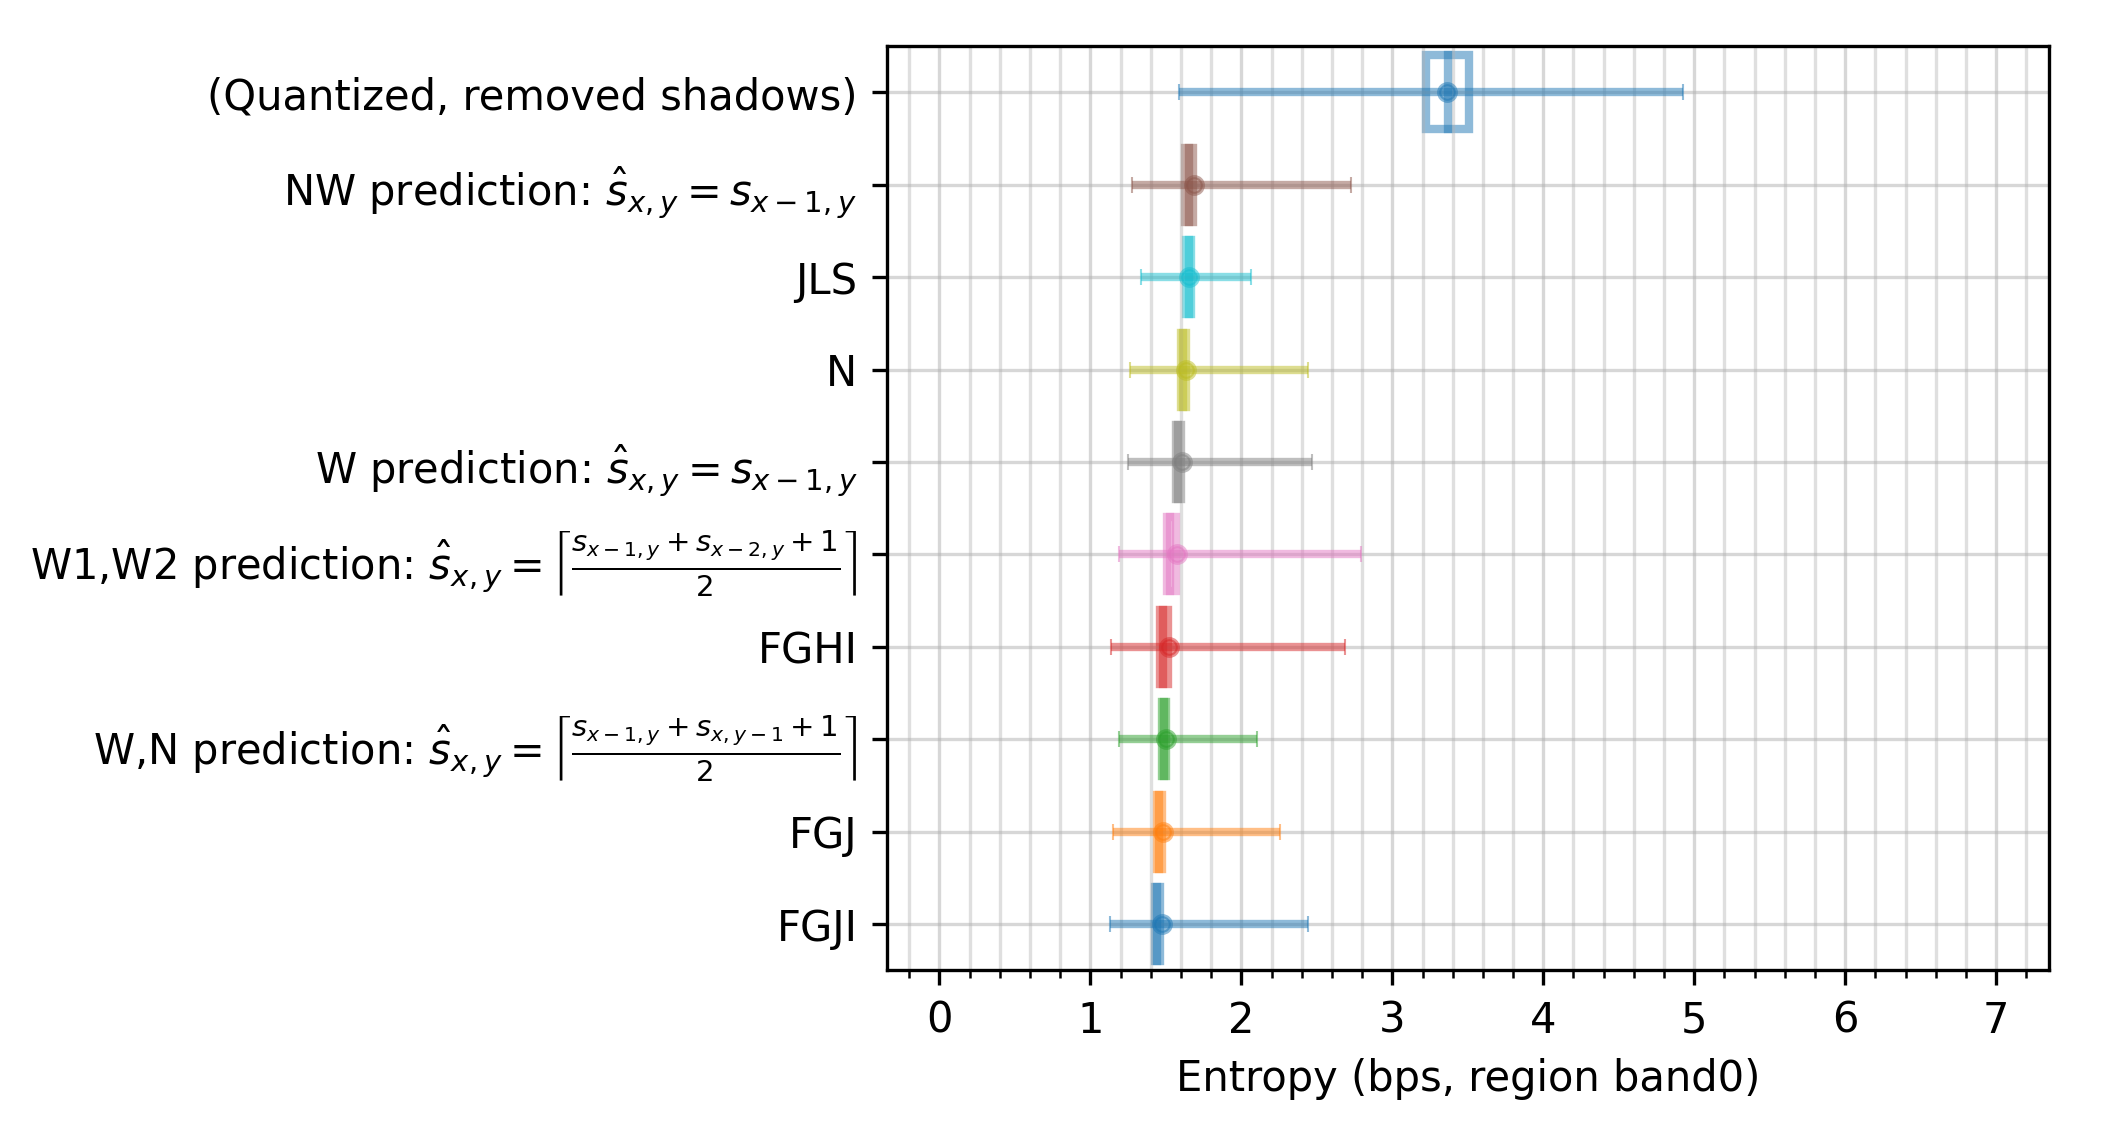 (Quantized, removed shadows)
NW prediction: ŝ_{x,y} = s_{x−1,y}
JLS
N
W prediction: ŝ_{x,y} = s_{x−1,y}
W1,W2 prediction: ŝ_{x,y} = ⌈(s_{x−1,y} + s_{x−2,y} + 1)/2⌉
FGHI
W,N prediction: ŝ_{x,y} = ⌈(s_{x−1,y} + s_{x,y−1} + 1)/2⌉
FGJ
FGJI
0 1 2 3 4 5 6 7
Entropy (bps, region band0)